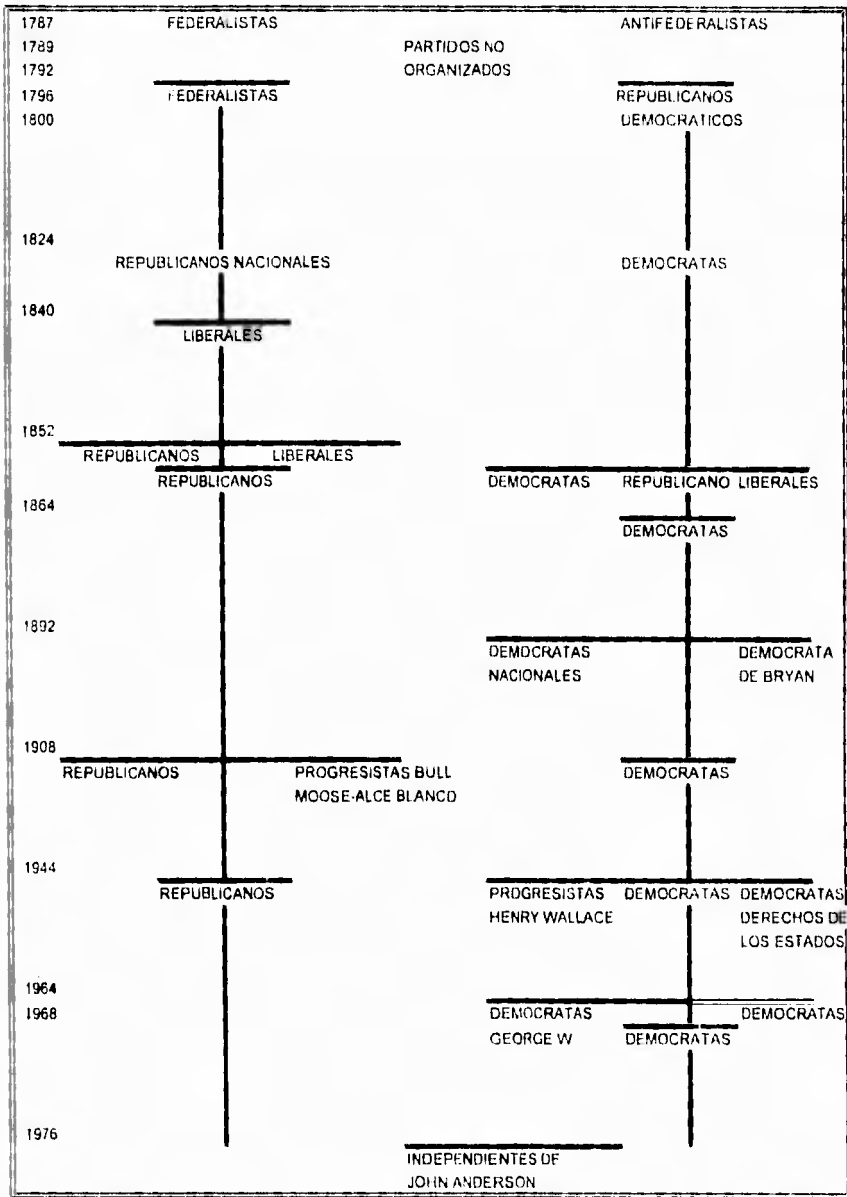 1787 FEDERALISTAS ANTIFEDERALISTAS
1789 PARTIDOS NO
1792 ORGANIZADOS
1796 FEDERALISTAS REPUBLICANOS
1800 DEMOCRATICOS
1824
REPUBLICANOS NACIONALES DEMOCRATAS
1840
LIBERALES
1852
REPUBLICANOS LIBERALES
REPUBLICANOS DEMOCRATAS REPUBLICANO LIBERALES
1864
DEMOCRATAS
1892
DEMOCRATAS DEMOCRATA
NACIONALES DE BRYAN
1908
REPUBLICANOS PROGRESISTAS BULL DEMOCRATAS
MOOSE-ALCE BLANCO
1944
REPUBLICANOS PROGRESISTAS DEMOCRATAS DEMOCRATAS
HENRY WALLACE DERECHOS DE
LOS ESTADOS
1964
1968 DEMOCRATAS DEMOCRATAS
GEORGE W DEMOCRATAS
1976
INDEPENDIENTES DE
JOHN ANDERSON